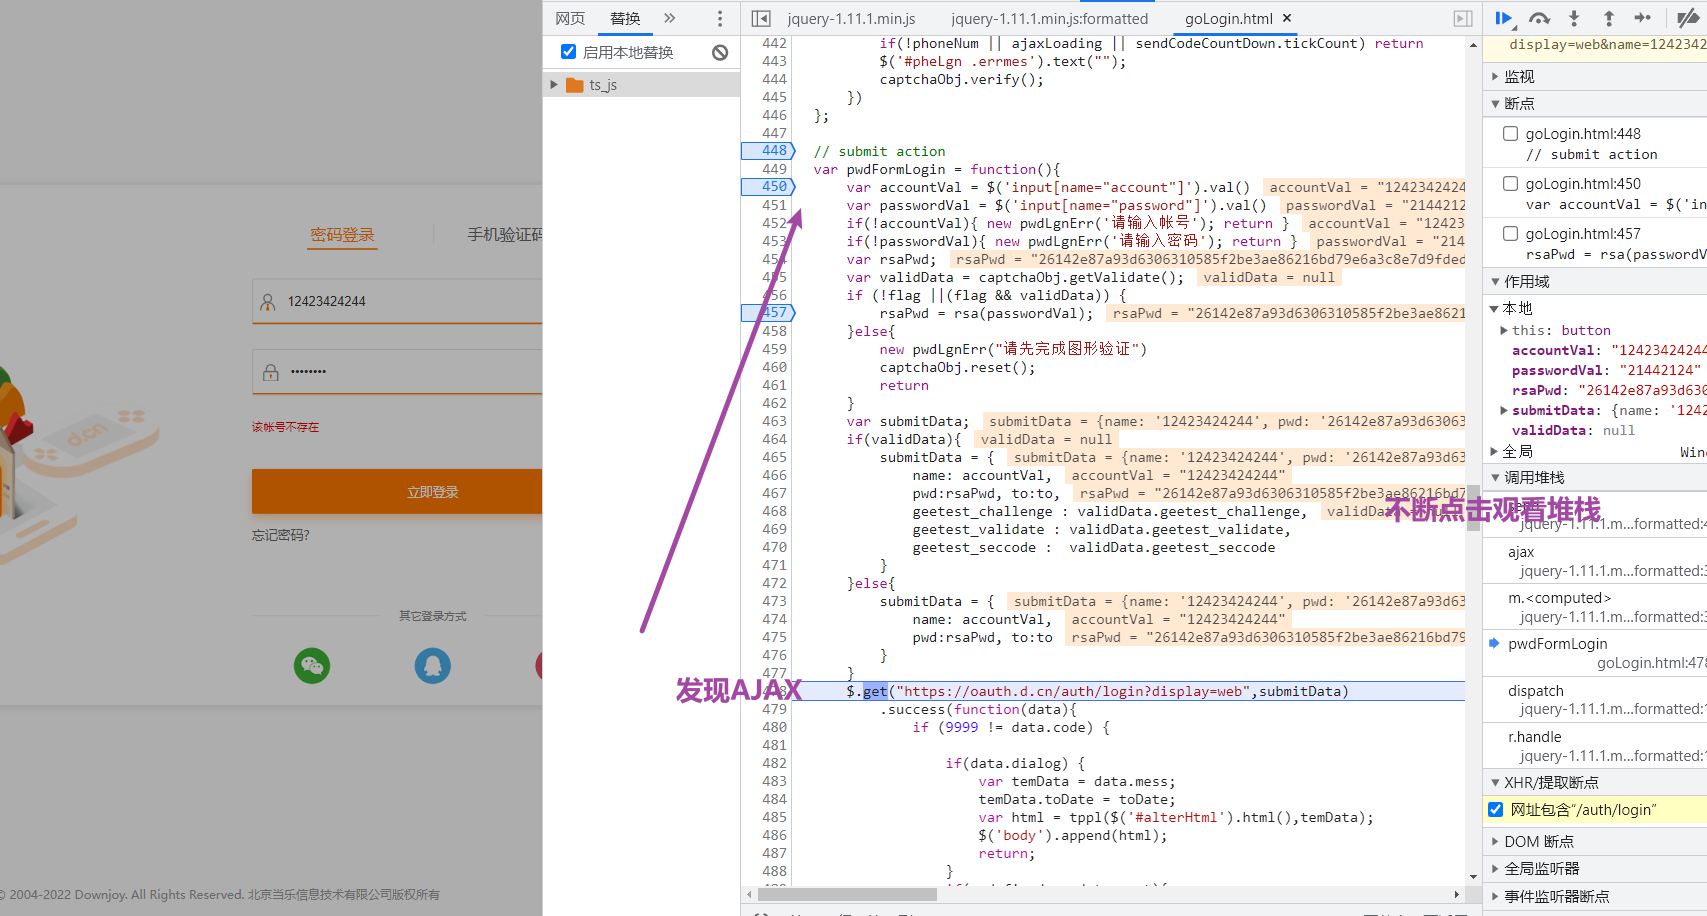 网页
替换
jquery-1.11.1.min.js
jquery-1.11.1.min.js:formatted
goLogin.html ×
启用本地替换
ts_js
密码登录
手机验证码
12423424244
••••••••
该帐号不存在
立即登录
忘记密码?
其它登录方式
d.cn
© 2004-2022 Downjoy. All Rights Reserved. 北京当乐信息技术有限公司版权所有
442 if(!phoneNum || ajaxLoading || sendCodeCountDown.tickCount) return
443 $('#pheLgn .errmes').text("");
444 captchaObj.verify();
445 })
446 };
447
448 // submit action
449 var pwdFormLogin = function(){
450 var accountVal = $('input[name="account"]').val() accountVal = "1242342424
451 var passwordVal = $('input[name="password"]').val() passwordVal = "2144212
452 if(!accountVal){ new pwdLgnErr('请输入帐号'); return } accountVal = "12423
453 if(!passwordVal){ new pwdLgnErr('请输入密码'); return } passwordVal = "214
454 var rsaPwd; rsaPwd = "26142e87a93d6306310585f2be3ae86216bd79e6a3c8e7d9fded
455 var validData = captchaObj.getValidate(); validData = null
456 if (!flag ||(flag && validData)) {
457 rsaPwd = rsa(passwordVal); rsaPwd = "26142e87a93d6306310585f2be3ae8621
458 }else{
459 new pwdLgnErr("请先完成图形验证")
460 captchaObj.reset();
461 return
462 }
463 var submitData; submitData = {name: '12423424244', pwd: '26142e87a93d63063
464 if(validData){ validData = null
465 submitData = { submitData = {name: '12423424244', pwd: '26142e87a93d63
466 name: accountVal, accountVal = "12423424244"
467 pwd:rsaPwd, to:to, rsaPwd = "26142e87a93d6306310585f2be3ae86216bd7
468 geetest_challenge : validData.geetest_challenge,
469 geetest_validate : validData.geetest_validate,
470 geetest_seccode : validData.geetest_seccode
471 }
472 }else{
473 submitData = { submitData = {name: '12423424244', pwd: '26142e87a93d63
474 name: accountVal, accountVal = "12423424244"
475 pwd:rsaPwd, to:to rsaPwd = "26142e87a93d6306310585f2be3ae86216bd79
476 }
477 }
发现AJAX
$.get("https://oauth.d.cn/auth/login?display=web",submitData)
479 .success(function(data){
480 if (9999 != data.code) {
481
482 if(data.dialog) {
483 var temData = data.mess;
484 temData.toDate = toDate;
485 var html = tppl($('#alterHtml').html(),temData);
486 $('body').append(html);
487 return;
488 }
display=web&name=1242342
监视
断点
goLogin.html:448
// submit action
goLogin.html:450
var accountVal = $('in
goLogin.html:457
rsaPwd = rsa(passwordV
作用域
本地
this: button
accountVal: "12423424244
passwordVal: "21442124"
rsaPwd: "26142e87a93d630
submitData: {name: '1242
validData: null
全局 Win
调用堆栈
不断点击观看堆栈
jquery-1.11.1.m…formatted:4
ajax
jquery-1.11.1.m…formatted:3
m.<computed>
jquery-1.11.1.m…formatted:3
pwdFormLogin
goLogin.html:478
dispatch
jquery-1.11.1.m…formatted:1
r.handle
jquery-1.11.1.m…formatted:1
XHR/提取断点
网址包含“/auth/login”
DOM 断点
全局监听器
事件监听器断点